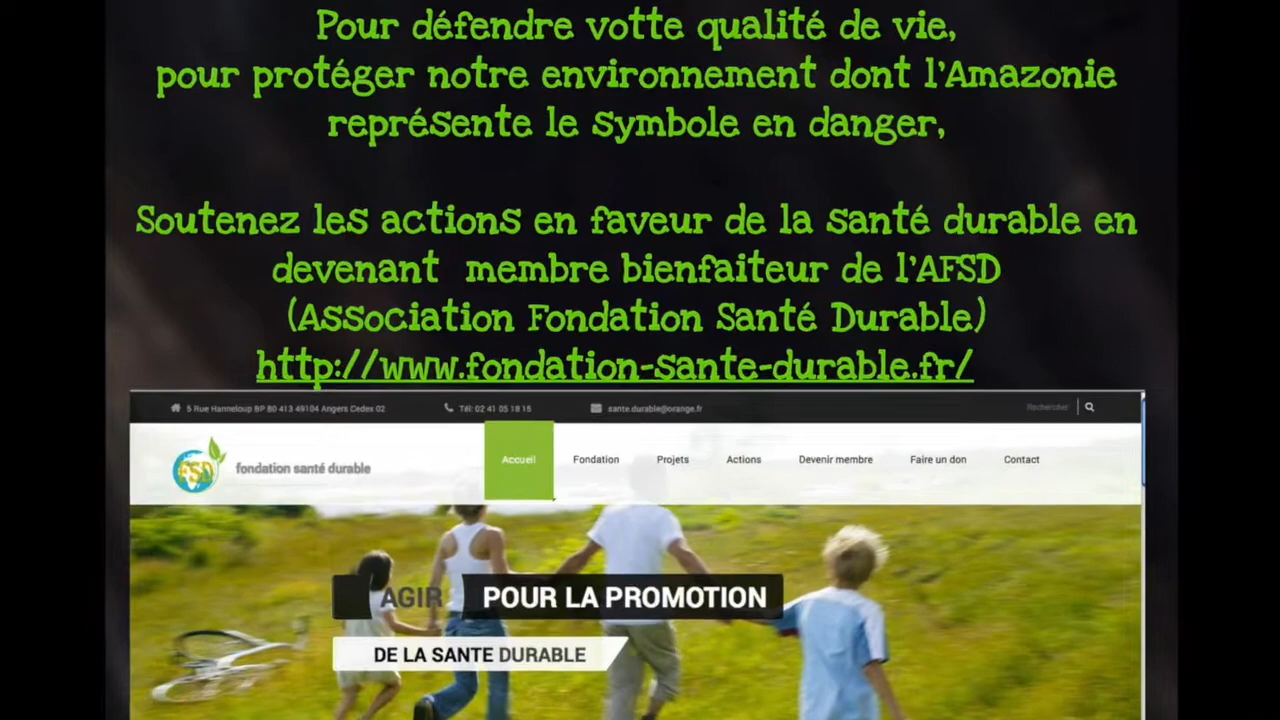 Pour défendre votte qualité de vie,
pour protéger notre environnement dont l'Amazonie
représente le symbole en danger,
Soutenez les actions en faveur de la santé durable en
devenant membre bienfaiteur de l'AFSD
(Association Fondation Santé Durable)
http://www.fondation-sante-durable.fr/
5 Rue Hanneloup BP 80 413 49104 Angers Cedex 02 Tél: 02 41 05 18 15 sante.durable@orange.fr Rechercher
FSD fondation santé durable Accueil Fondation Projets Actions Devenir membre Faire un don Contact
AGIR POUR LA PROMOTION
DE LA SANTE DURABLE